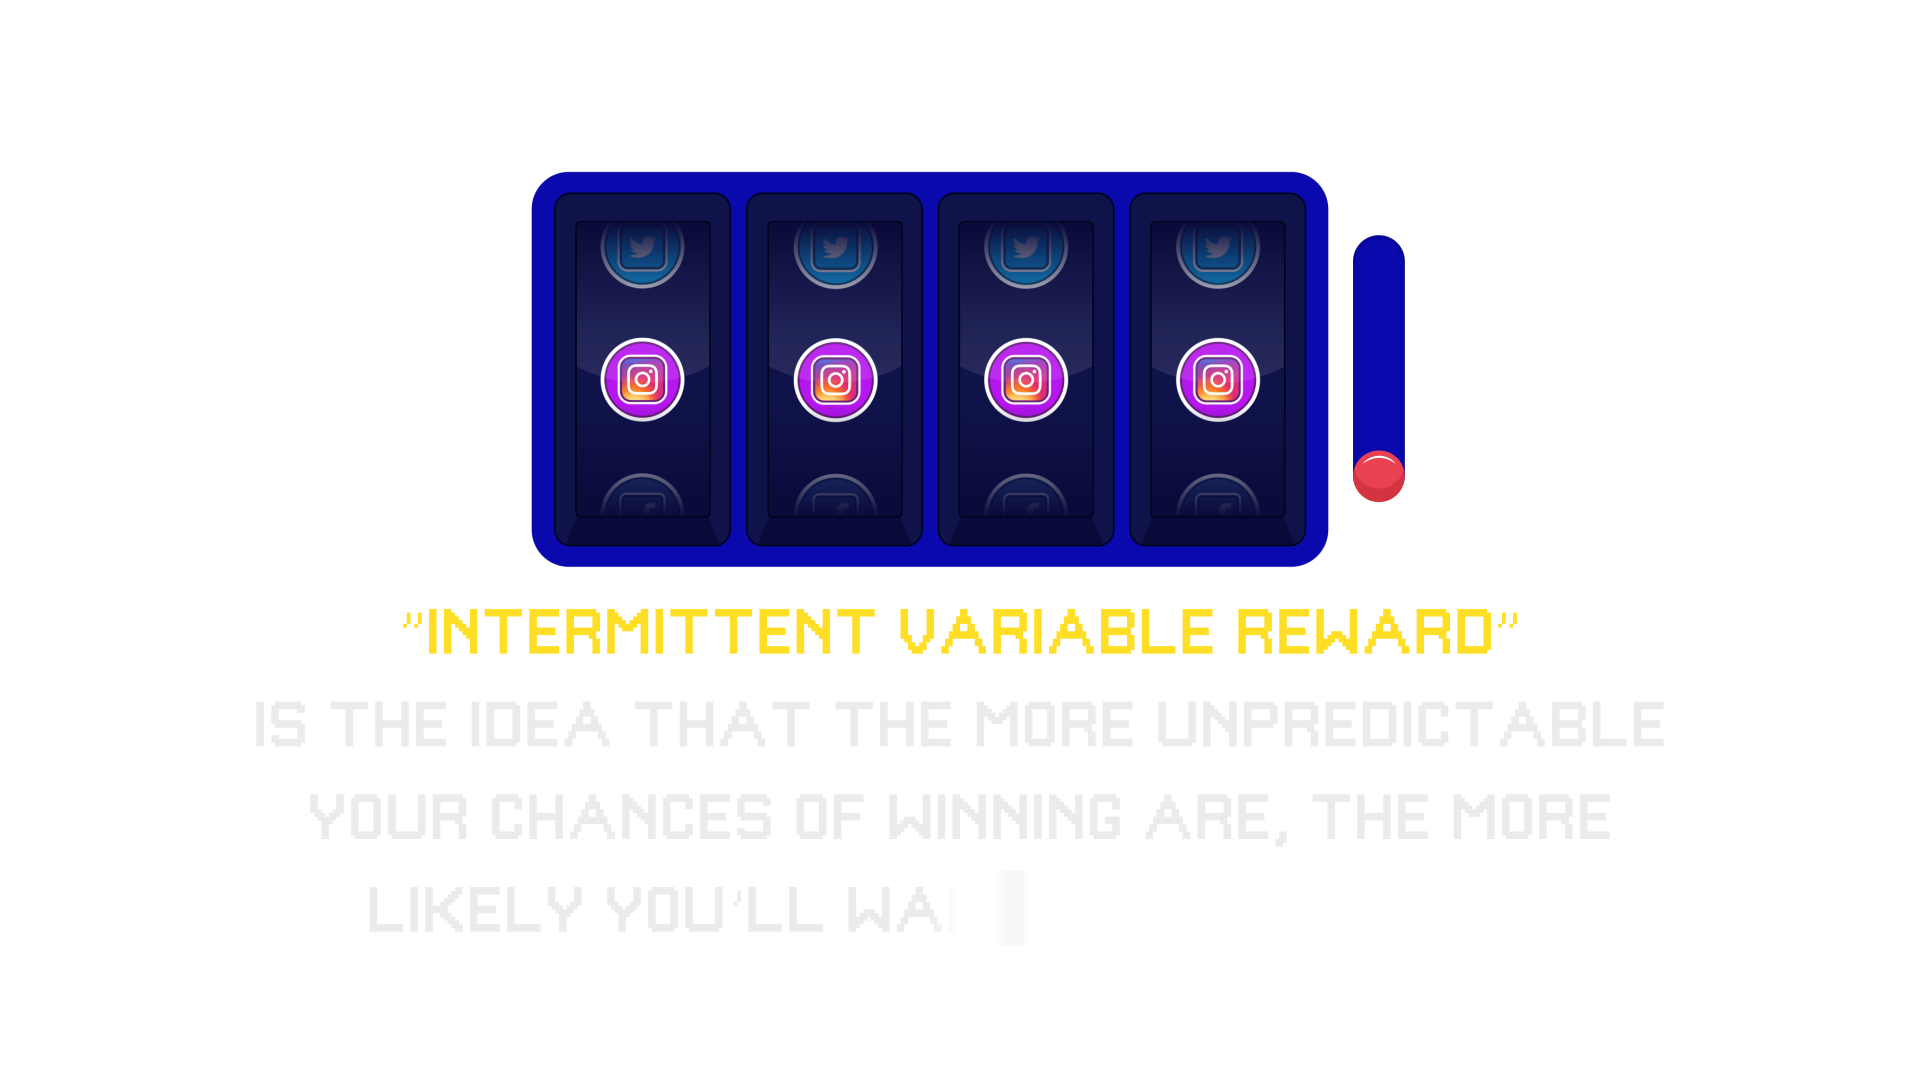 "INTERMITTENT VARIABLE REWARD"
IS THE IDEA THAT THE MORE UNPREDICTABLE
YOUR CHANCES OF WINNING ARE, THE MORE
LIKELY YOU'LL WA